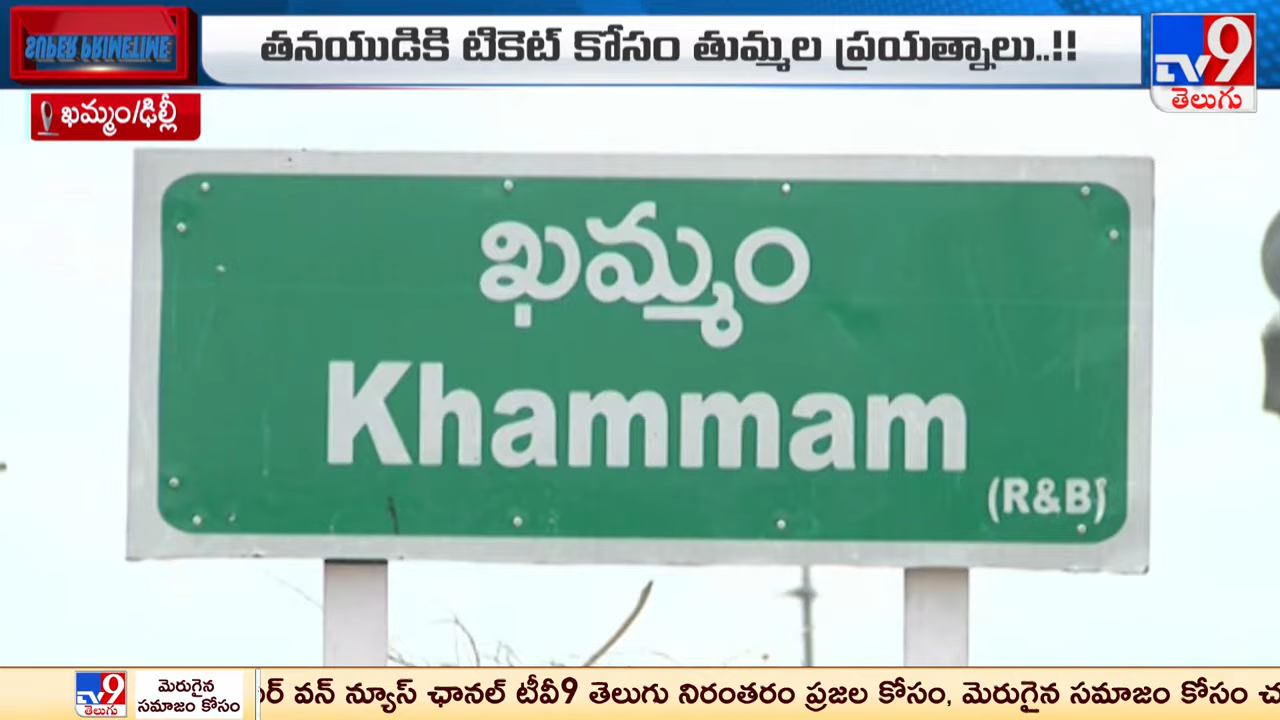 SUPER PRIMETIME
తనయుడికి టికెట్ కోసం తుమ్మల ప్రయత్నాలు..!!
TV9
తెలుగు
ఖమ్మం/ఢిల్లీ
ఖమ్మం
Khammam
(R&B)
TV9
తెలుగు
మెరుగైన
సమాజం కోసం
వన్ న్యూస్ ఛానల్ టీవీ9 తెలుగు నిరంతరం ప్రజల కోసం, మెరుగైన సమాజం కోసం